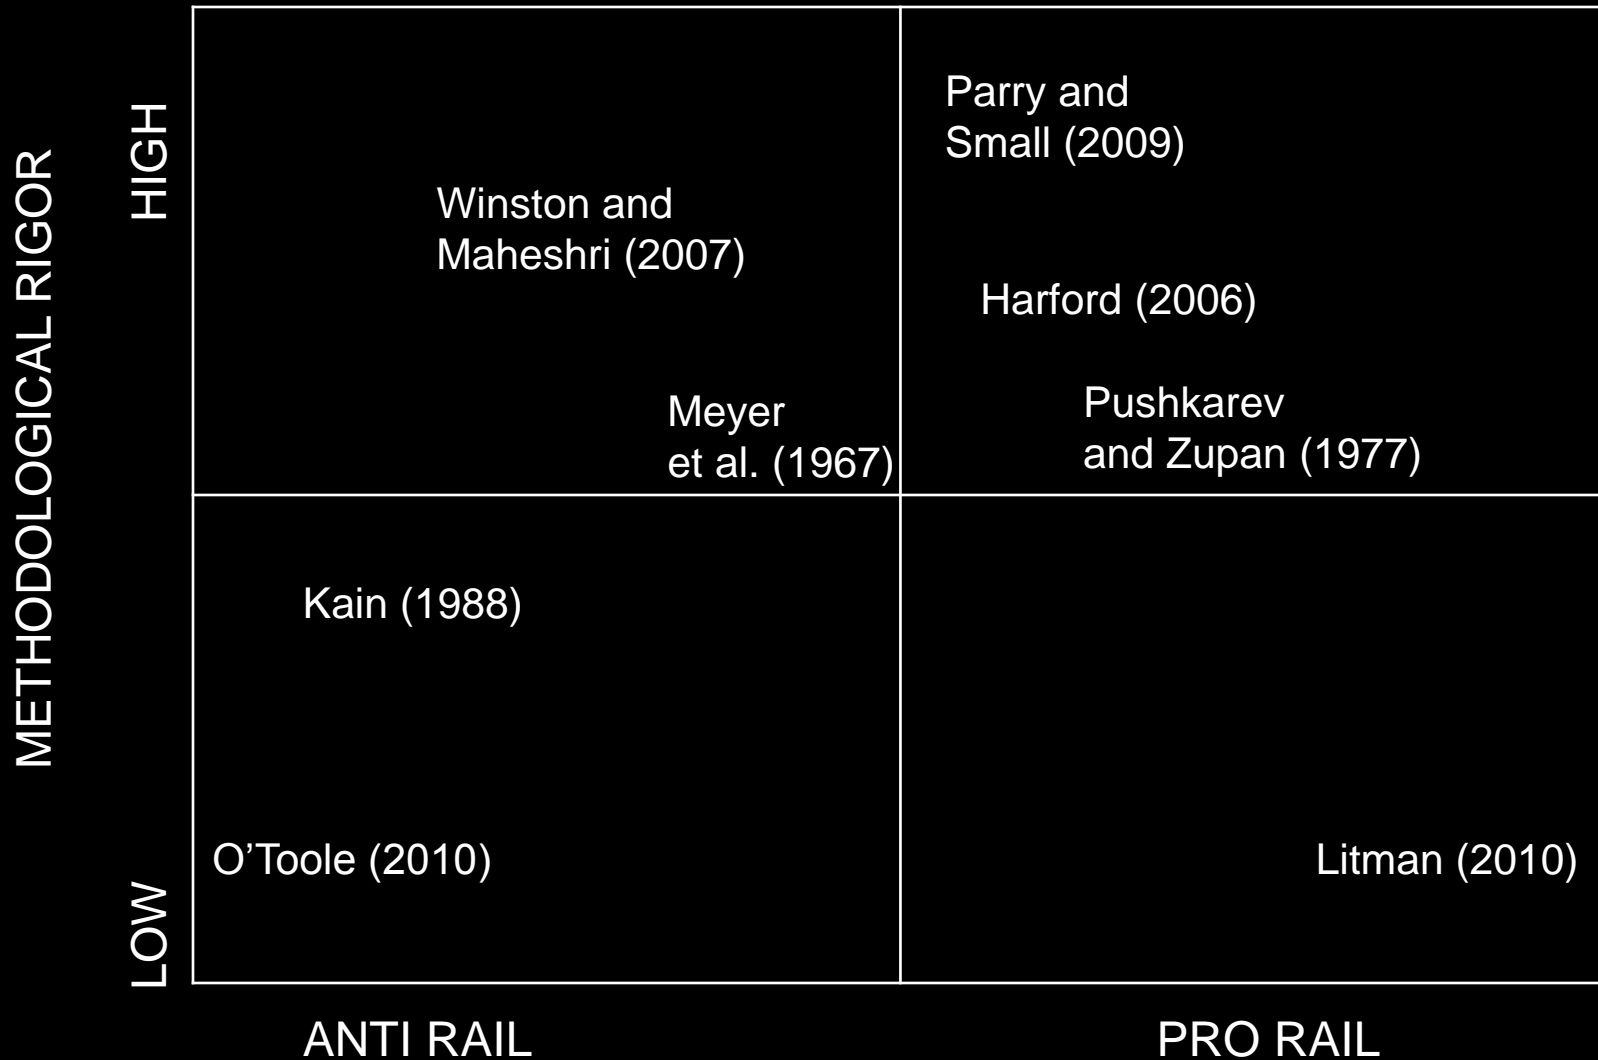 METHODOLOGICAL RIGOR
HIGH
LOW
Parry and
Small (2009)
Winston and
Maheshri (2007)
Harford (2006)
Meyer
et al. (1967)
Pushkarev
and Zupan (1977)
Kain (1988)
O’Toole (2010)
Litman (2010)
ANTI RAIL
PRO RAIL